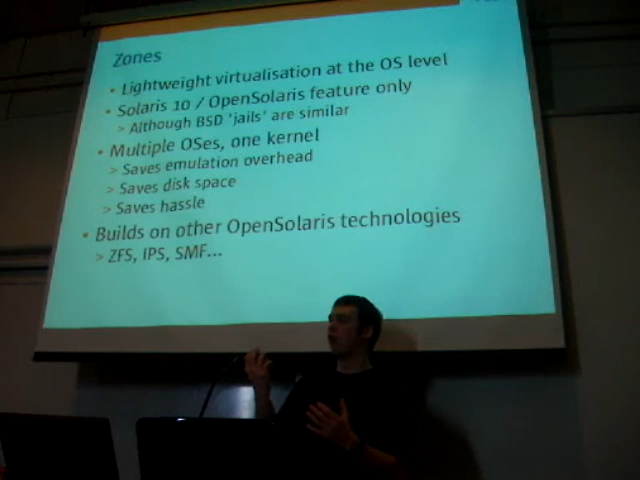 Zones
• Lightweight virtualisation at the OS level
• Solaris 10 / OpenSolaris feature only
> Although BSD 'jails' are similar
• Multiple OSes, one kernel
> Saves emulation overhead
> Saves disk space
> Saves hassle
• Builds on other OpenSolaris technologies
> ZFS, IPS, SMF...